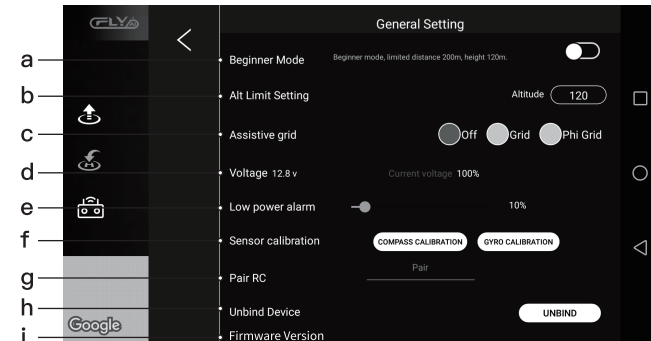 C-FLY
General Setting
a Beginner Mode Beginner mode, limited distance 200m, height 120m.
b Alt Limit Setting Altitude 120
c Assistive grid Off Grid Phi Grid
d Voltage 12.8 v Current voltage 100%
e Low power alarm 10%
f Sensor calibration COMPASS CALIBRATION GYRO CALIBRATION
g Pair RC Pair
h Unbind Device UNBIND
Google
i Firmware Version